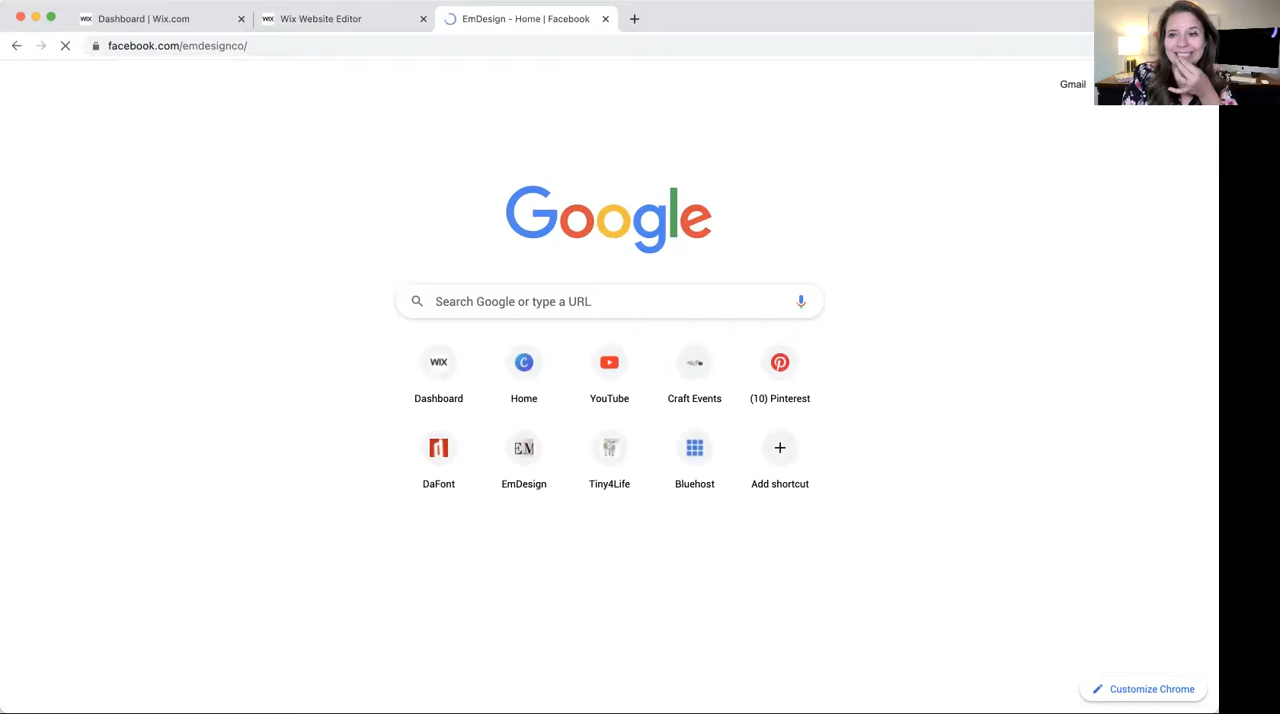 Dashboard | Wix.com
WIX Wix Website Editor
EmDesign - Home | Facebook
facebook.com/emdesignco/
Gmail
Google
Search Google or type a URL
WIX
Dashboard
Home
YouTube
Craft Events
(10) Pinterest
EM
DaFont
EmDesign
Tiny4Life
Bluehost
Add shortcut
Customize Chrome